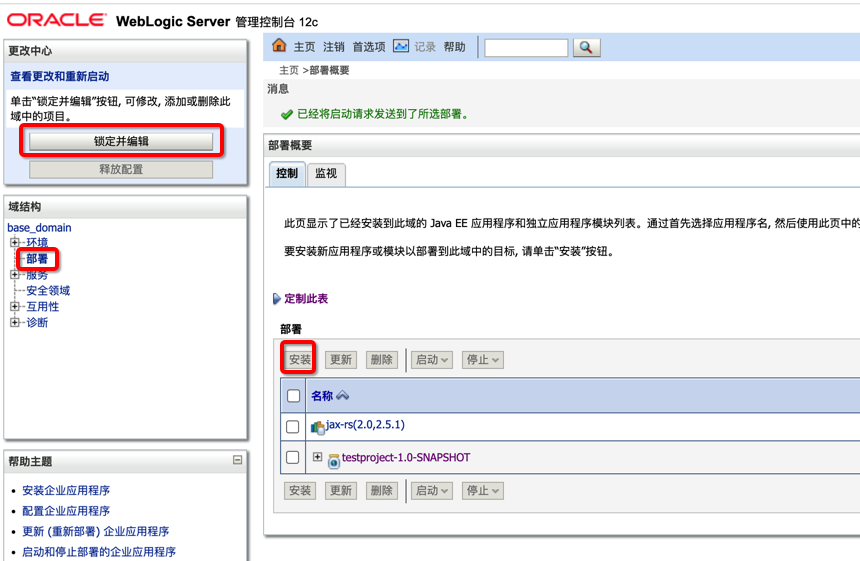 ORACLE® WebLogic Server 管理控制台 12c
更改中心
查看更改和重新启动
单击“锁定并编辑”按钮, 可修改, 添加或删除此
域中的项目。
锁定并编辑
释放配置
域结构
base_domain
环境
部署
服务
安全领域
互用性
诊断
帮助主题
安装企业应用程序
配置企业应用程序
更新 (重新部署) 企业应用程序
启动和停止部署的企业应用程序
主页 注销 首选项 记录 帮助
主页 >部署概要
消息
已经将启动请求发送到了所选部署。
部署概要
控制 监视
此页显示了已经安装到此域的 Java EE 应用程序和独立应用程序模块列表。通过首先选择应用程序名, 然后使用此页中的
要安装新应用程序或模块以部署到此域中的目标, 请单击“安装”按钮。
定制此表
部署
安装 更新 删除 启动 停止
名称
jax-rs(2.0,2.5.1)
testproject-1.0-SNAPSHOT
安装 更新 删除 启动 停止